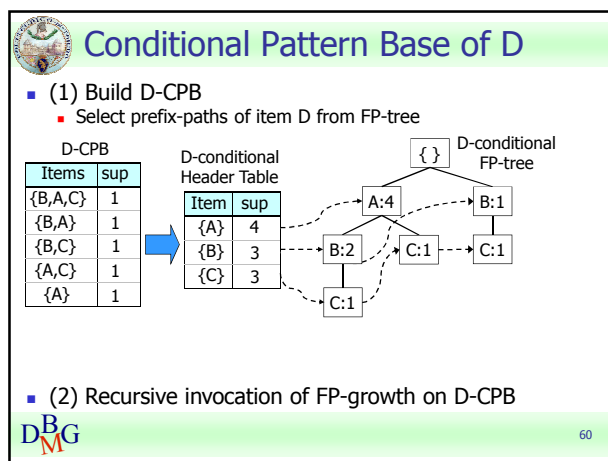 Conditional Pattern Base of D
(1) Build D-CPB
Select prefix-paths of item D from FP-tree
D-CPB
Items sup
{B,A,C} 1
{B,A} 1
{B,C} 1
{A,C} 1
{A} 1
D-conditional
Header Table
Item sup
{A} 4
{B} 3
{C} 3
D-conditional
FP-tree
{ }
A:4 B:1
B:2 C:1 C:1
C:1
(2) Recursive invocation of FP-growth on D-CPB
DBMG
60